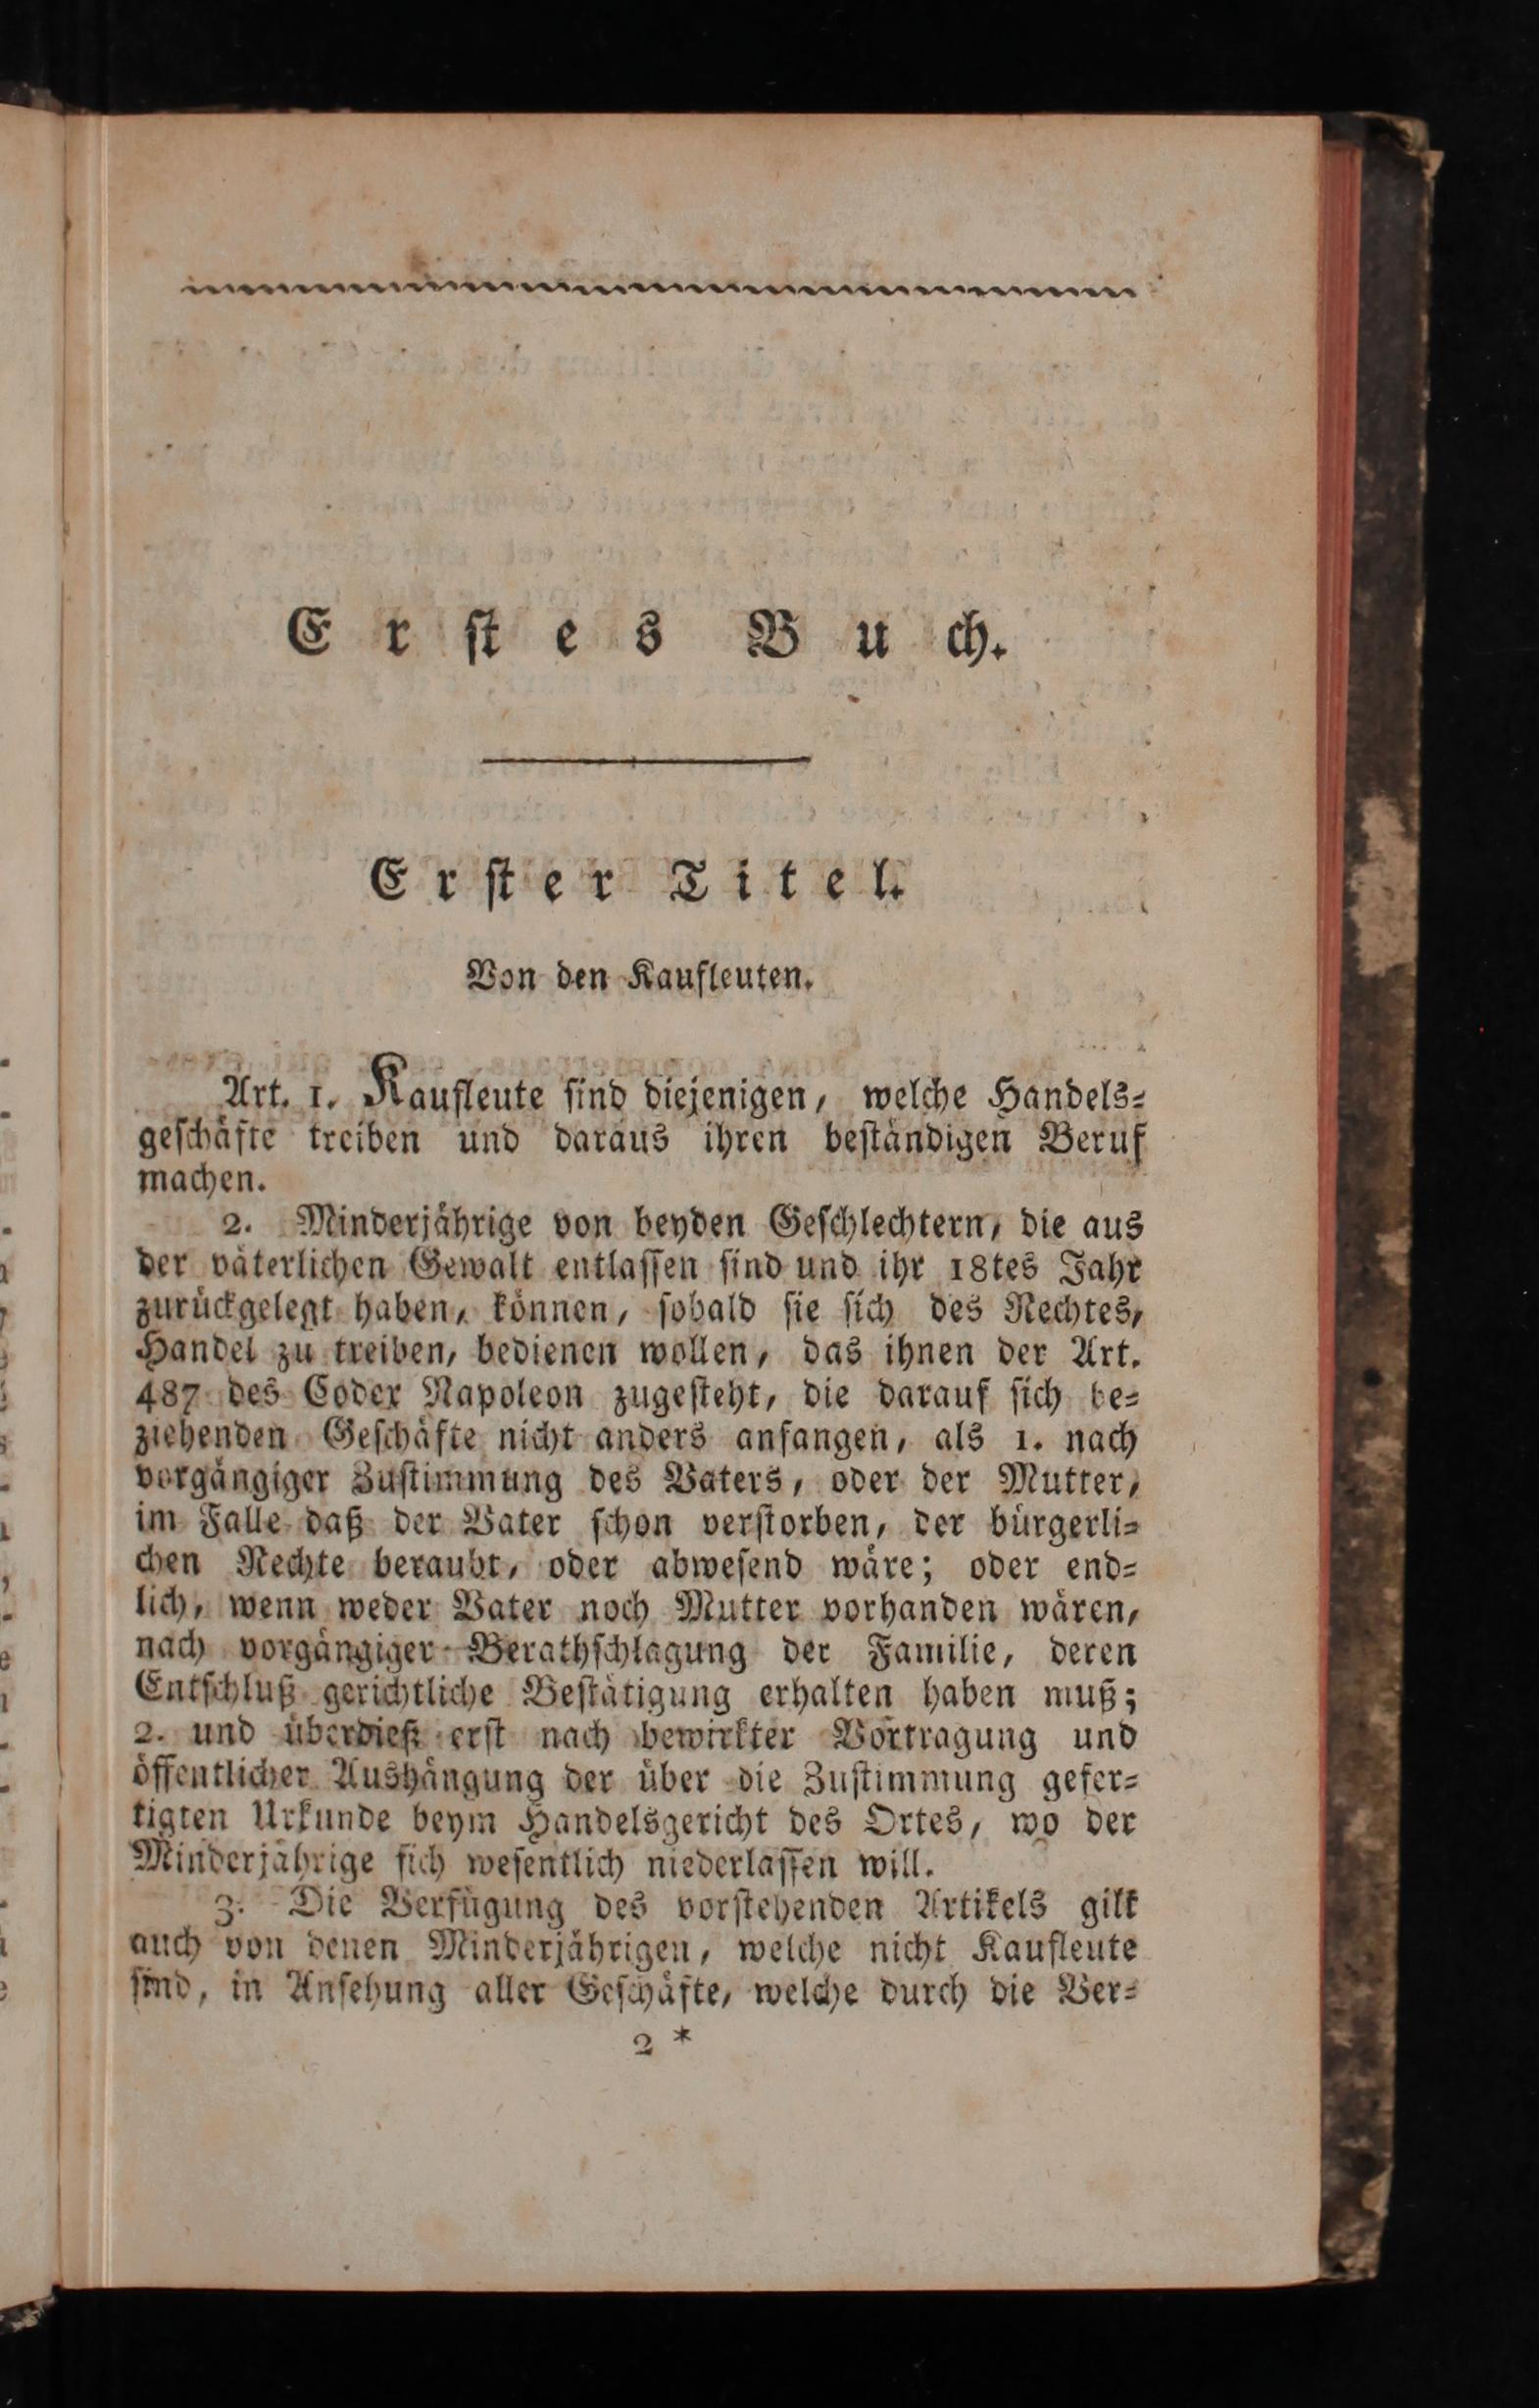 Erstes Buch.
Erster Titel.
Von den Kaufleuten.
Art. 1. Kaufleute sind diejenigen, welche Handels-
geschäfte treiben und daraus ihren beständigen Beruf
machen.
2. Minderjährige von beyden Geschlechtern, die aus
der väterlichen Gewalt entlassen sind und ihr 18tes Jahr
zurückgelegt haben, können, sobald sie sich des Rechtes,
Handel zu treiben, bedienen wollen, das ihnen der Art.
487 des Codex Napoleon zugesteht, die darauf sich be-
ziehenden Geschäfte nicht anders anfangen, als 1. nach
vorgängiger Zustimmung des Vaters, oder der Mutter,
im Falle daß der Vater schon verstorben, der bürgerli-
chen Rechte beraubt, oder abwesend wäre; oder end-
lich, wenn weder Vater noch Mutter vorhanden wären,
nach vorgängiger Berathschlagung der Familie, deren
Entschluß gerichtliche Bestätigung erhalten haben muß;
2. und überdieß erst nach bewirkter Vortragung und
öffentlicher Aushängung der über die Zustimmung gefer-
tigten Urkunde beym Handelsgericht des Ortes, wo der
Minderjährige sich wesentlich niederlassen will.
3. Die Verfügung des vorstehenden Artikels gilt
auch von denen Minderjährigen, welche nicht Kaufleute
sind, in Ansehung aller Geschäfte, welche durch die Ver-
2 *